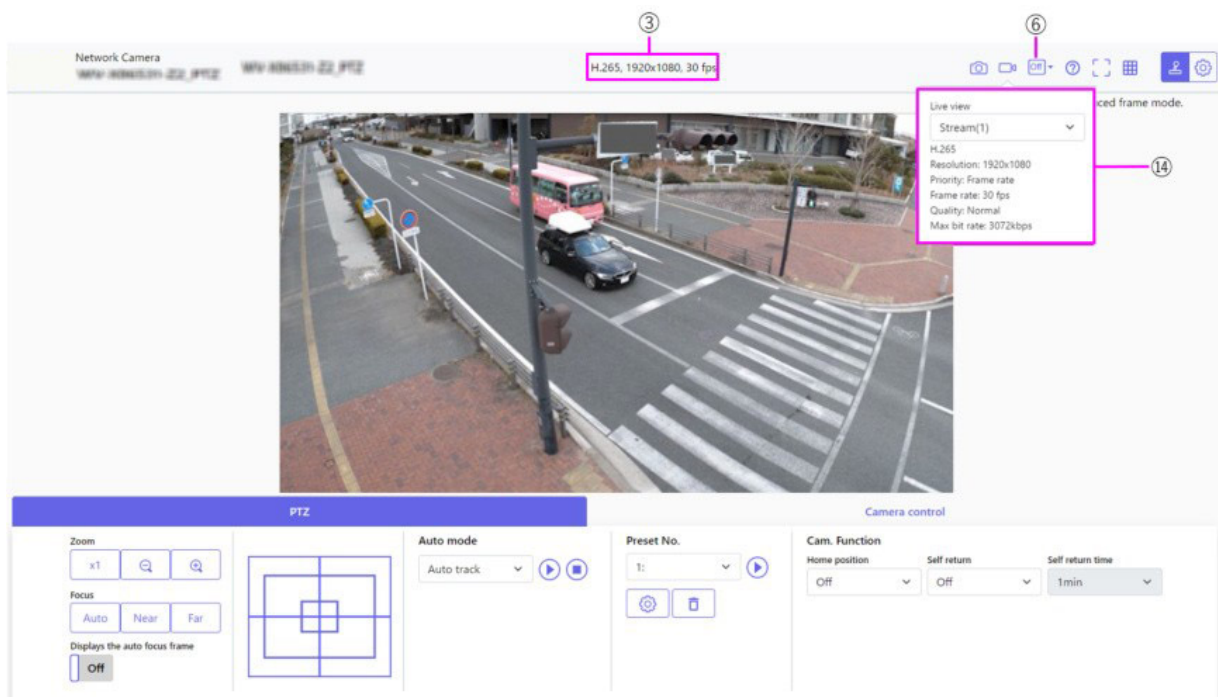 ③
⑥
Network Camera
H.265, 1920x1080, 30 fps
Off
Live view
Stream(1)
H.265
Resolution: 1920x1080
Priority: Frame rate
Frame rate: 30 fps
Quality: Normal
Max bit rate: 3072kbps
ced frame mode.
⑭
PTZ
Camera control
Zoom
x1
Focus
Auto Near Far
Displays the auto focus frame
Off
Auto mode
Auto track
Preset No.
1:
Cam. Function
Home position Self return Self return time
Off Off 1min